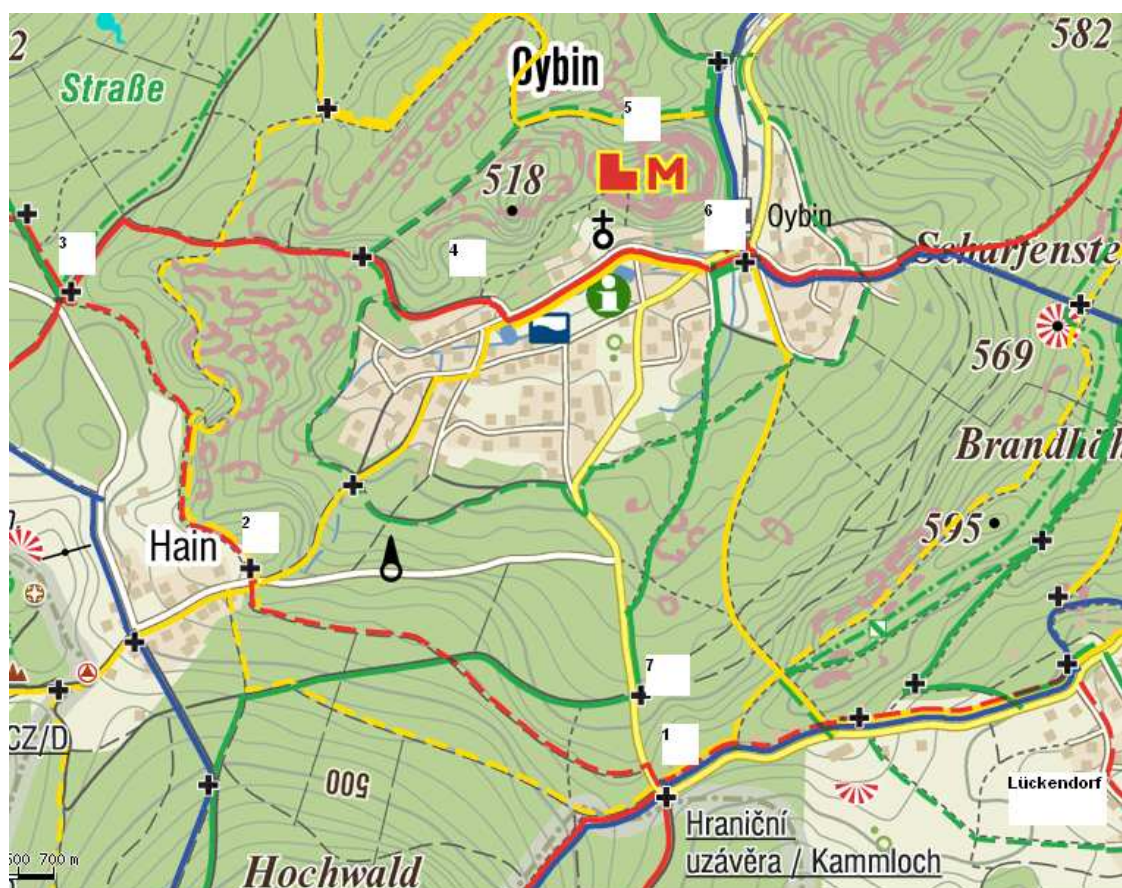 2
582
Oybin
Straße
5
518
M
6
Oybin
3
4
Scharfenste
i
569
Brandhöh
595
2
Hain
n.
7
CZ/D
1
500
Lückendorf
Hraniční
uzávěra / Kammloch
500 700 m
Hochwald